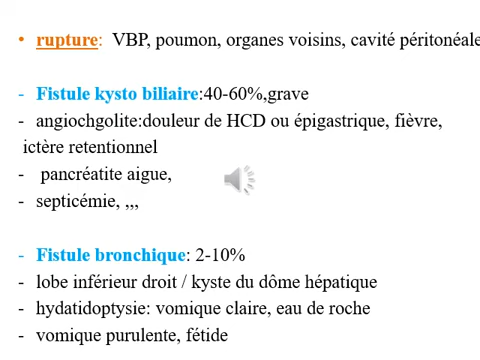 • rupture: VBP, poumon, organes voisins, cavité péritonéale
- Fistule kysto biliaire:40-60%,grave
- angiochgolite:douleur de HCD ou épigastrique, fièvre,
ictère retentionnel
- pancréatite aigue,
- septicémie, ,,,
- Fistule bronchique: 2-10%
- lobe inférieur droit / kyste du dôme hépatique
- hydatidoptysie: vomique claire, eau de roche
- vomique purulente, fétide